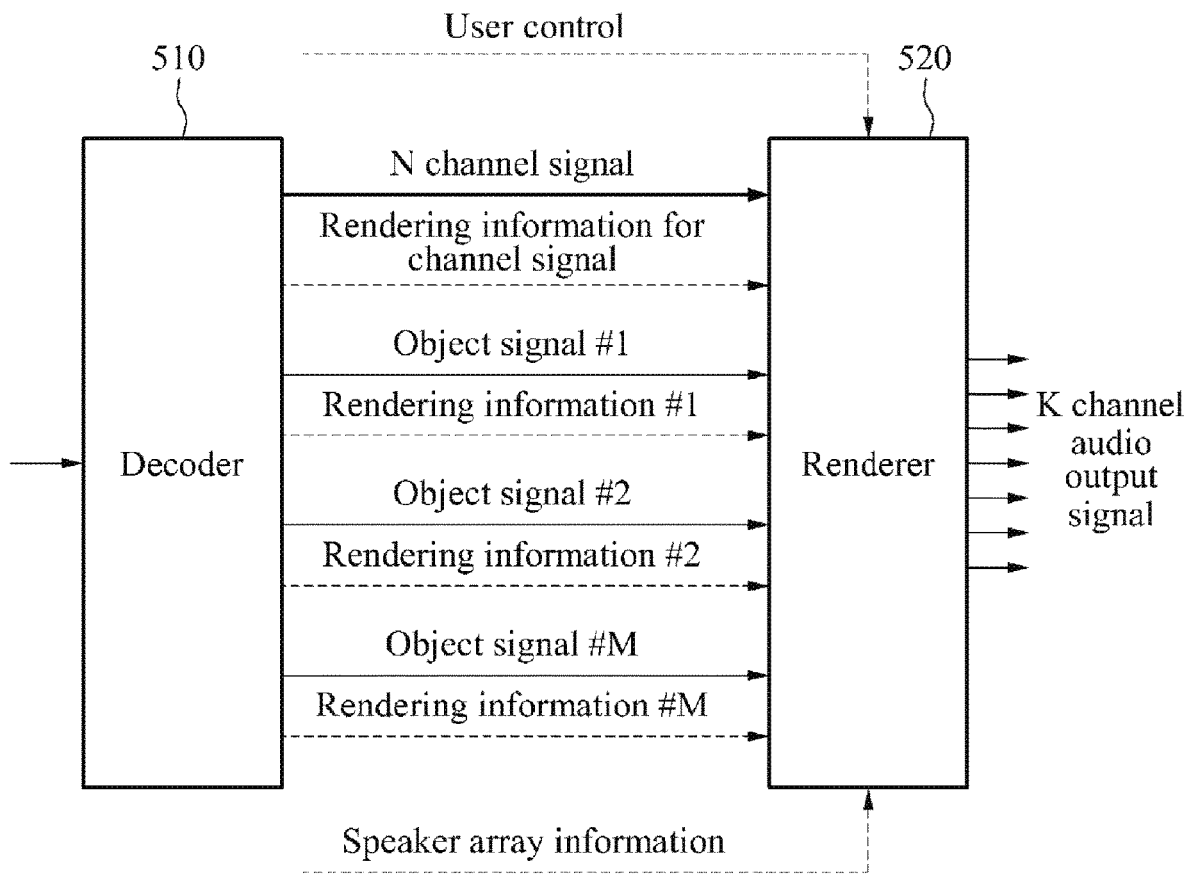 User control
510
520
N channel signal
Rendering information for
channel signal
Object signal #1
Rendering information #1
Decoder
Object signal #2
Rendering information #2
Object signal #M
Rendering information #M
Renderer
K channel
audio
output
signal
Speaker array information